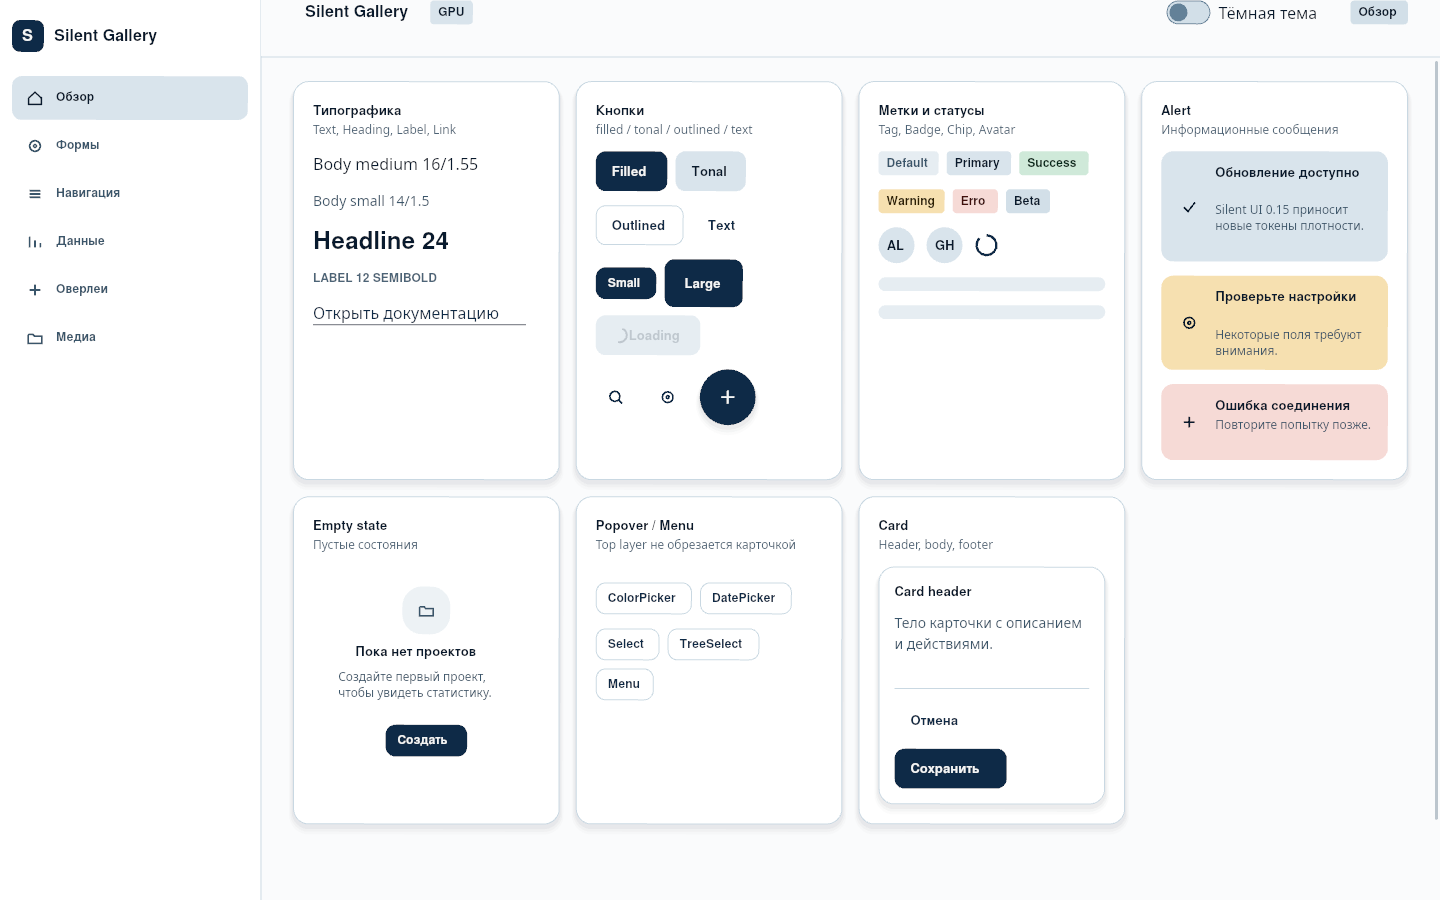 S Silent Gallery
Обзор
Формы
Навигация
Данные
Оверлеи
Медиа
Silent Gallery GPU Тёмная тема Обзор
Типографика
Text, Heading, Label, Link
Body medium 16/1.55
Body small 14/1.5
Headline 24
LABEL 12 SEMIBOLD
Открыть документацию
Кнопки
filled / tonal / outlined / text
Filled Tonal
Outlined Text
Small Large
Loading
Метки и статусы
Tag, Badge, Chip, Avatar
Default Primary Success
Warning Erro Beta
AL GH
Alert
Информационные сообщения
Обновление доступно
Silent UI 0.15 приносит
новые токены плотности.
Проверьте настройки
Некоторые поля требуют
внимания.
Ошибка соединения
Повторите попытку позже.
Empty state
Пустые состояния
Пока нет проектов
Создайте первый проект,
чтобы увидеть статистику.
Создать
Popover / Menu
Top layer не обрезается карточкой
ColorPicker DatePicker
Select TreeSelect
Menu
Card
Header, body, footer
Card header
Тело карточки с описанием
и действиями.
Отмена
Сохранить